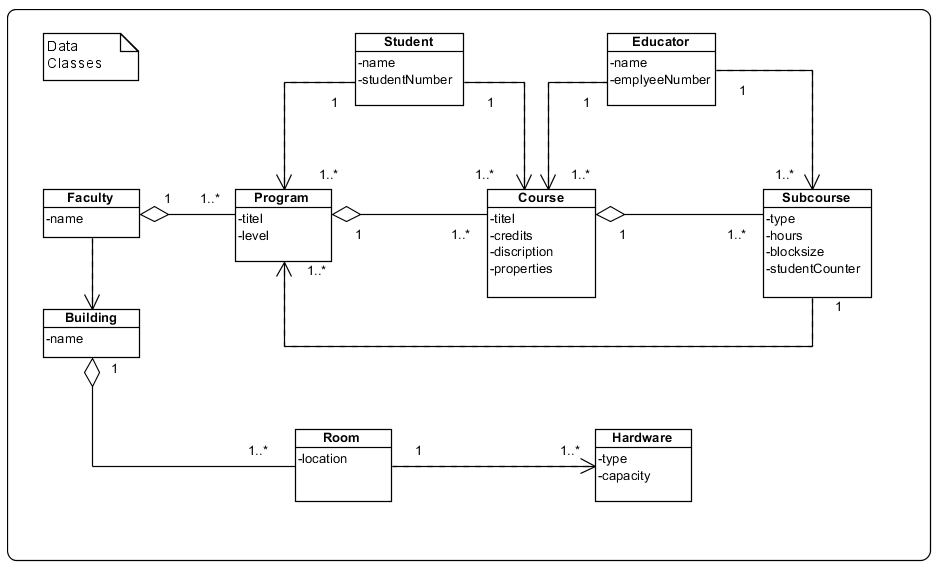 Data
Classes
Student
-name
-studentNumber
Educator
-name
-emplyeeNumber
1
1
1
1
1..*
1..*
1..*
1..*
Faculty
-name
1
1..*
Program
-titel
-level
1
1..*
Course
-titel
-credits
-discription
-properties
1
1..*
Subcourse
-type
-hours
-blocksize
-studentCounter
1..*
1
Building
-name
1
1..*
Room
-location
1
1..*
Hardware
-type
-capacity